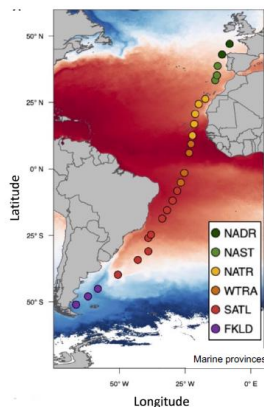 50°N
25°N
0°N
25° S
50°S
Latitude
NADR
NAST
NATR
WTRA
SATL
FKLD
Marine provinces
50°W
25°W
0° E
Longitude